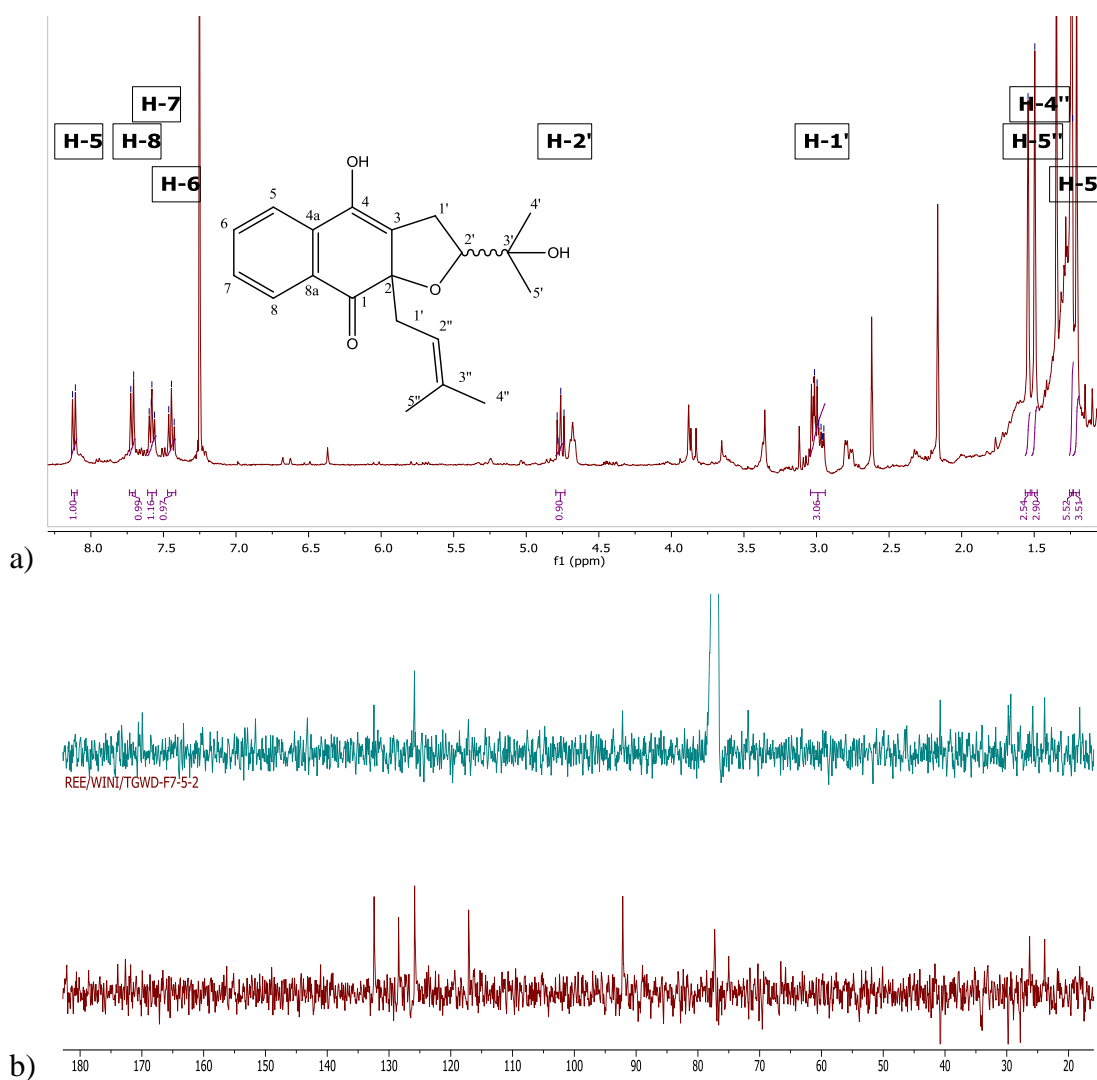 H-7
H-4''
H-5
H-8
H-2'
H-1'
H-5''
H-6
H-5
OH
5
4
1'
4'
6
4a
3
2'
3'
OH
7
8a
2
O
5'
8
1
1'
2''
O
3''
5''
4''
1.00
0.99
1.16
0.97
0.90
3.06
2.54
2.90
5.52
3.51
8.0 7.5 7.0 6.5 6.0 5.5 5.0 4.5 4.0 3.5 3.0 2.5 2.0 1.5
f1 (ppm)
a)
REE/WINI/TGWD-F7-5-2
180 170 160 150 140 130 120 110 100 90 80 70 60 50 40 30 20
b)